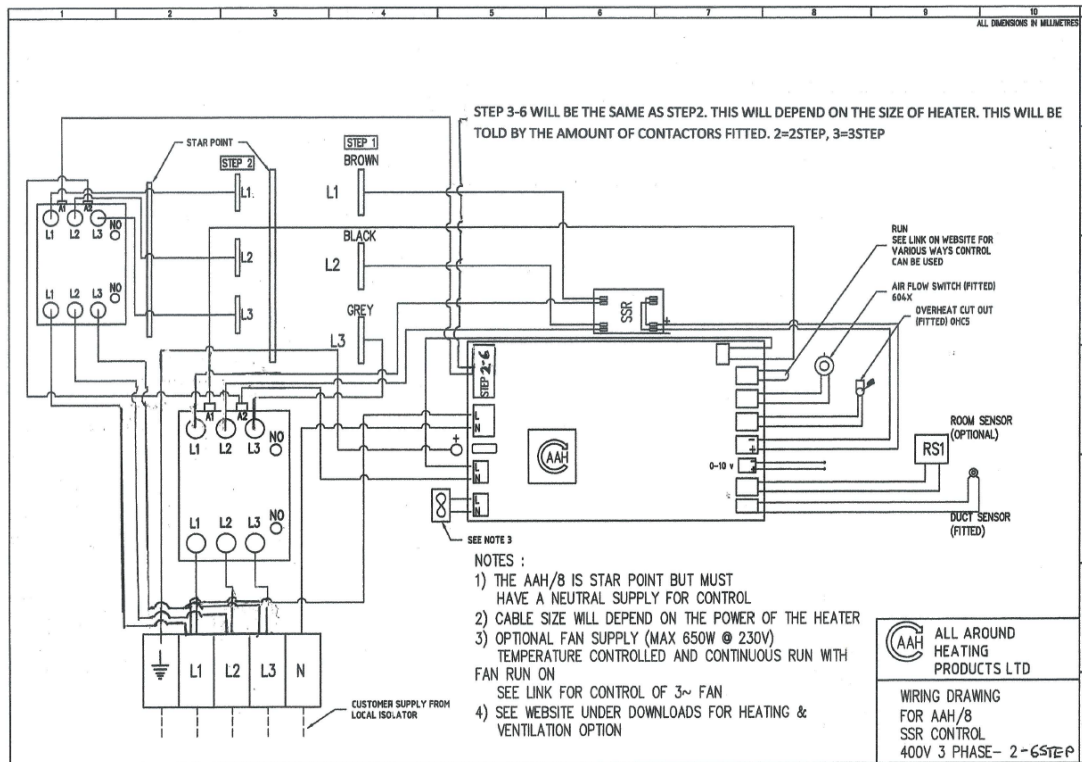 1 2 3 4 5 6 7 8 9 10
ALL DIMENSIONS IN MILLIMETRES
STEP 3-6 WILL BE THE SAME AS STEP2. THIS WILL DEPEND ON THE SIZE OF HEATER. THIS WILL BE
TOLD BY THE AMOUNT OF CONTACTORS FITTED. 2=2STEP, 3=3STEP
STAR POINT
STEP 2
STEP 1
BROWN
L1
L1
A1 A2
L1 L2 L3 NO
BLACK
L2
L2
L1 L2 L3 NO
GREY
L3
L3
RUN
SEE LINK ON WEBSITE FOR
VARIOUS WAYS CONTROL
CAN BE USED
AIR FLOW SWITCH (FITTED)
604X
OVERHEAT CUT OUT
(FITTED) OHC5
SSR
+
STEP 2-6
A1 A2
L1 L2 L3 NO
L
N
+
L
N
L
N
CAAH
-
+
0-10 V
ROOM SENSOR
(OPTIONAL)
RS1
DUCT SENSOR
(FITTED)
L1 L2 L3 NO
SEE NOTE 3
L1 L2 L3 N
CUSTOMER SUPPLY FROM
LOCAL ISOLATOR
NOTES :
1) THE AAH/8 IS STAR POINT BUT MUST
HAVE A NEUTRAL SUPPLY FOR CONTROL
2) CABLE SIZE WILL DEPEND ON THE POWER OF THE HEATER
3) OPTIONAL FAN SUPPLY (MAX 650W @ 230V)
TEMPERATURE CONTROLLED AND CONTINUOUS RUN WITH
FAN RUN ON
SEE LINK FOR CONTROL OF 3~ FAN
4) SEE WEBSITE UNDER DOWNLOADS FOR HEATING &
VENTILATION OPTION
CAAH
ALL AROUND
HEATING
PRODUCTS LTD
WIRING DRAWING
FOR AAH/8
SSR CONTROL
400V 3 PHASE- 2-6STEP